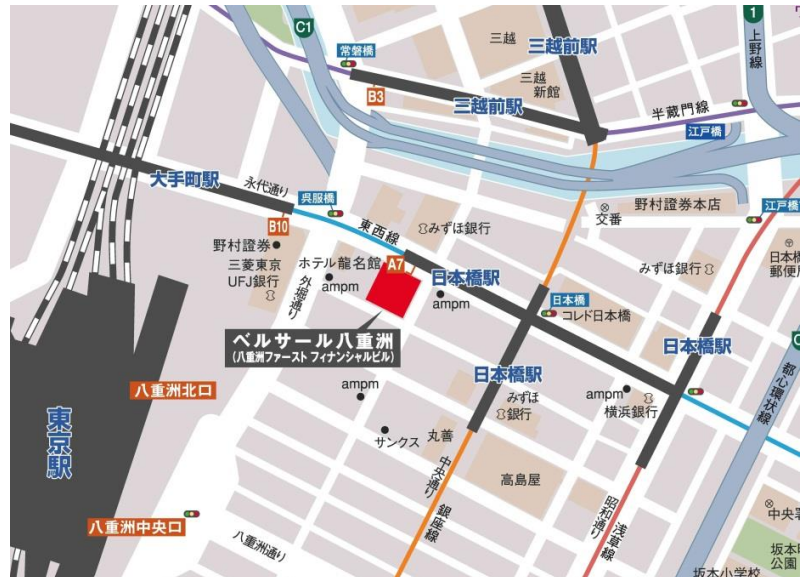 C1
1
上野線
三越
三越前駅
常磐橋
三越
新館
B3
三越前駅
半蔵門線
江戸橋
大手町駅
永代通り
呉服橋
野村證券本店
交番
江戸橋
B10
東西線
みずほ銀行
野村證券
三菱東京
UFJ銀行
外堀通り
ホテル龍名館
ampm
A7
日本橋駅
ampm
みずほ銀行
日本橋
郵便局
日本橋
コレド日本橋
ベルサール八重洲
(八重洲ファースト フィナンシャルビル)
日本橋駅
日本橋駅
C
都心環状線
八重洲北口
ampm
みずほ
銀行
ampm
横浜銀行
東京駅
サンクス
丸善
中央通り
銀座線
高島屋
昭和通り
浅草線
八重洲中央口
八重洲通り
中央署
坂本町
公園
坂本小学校